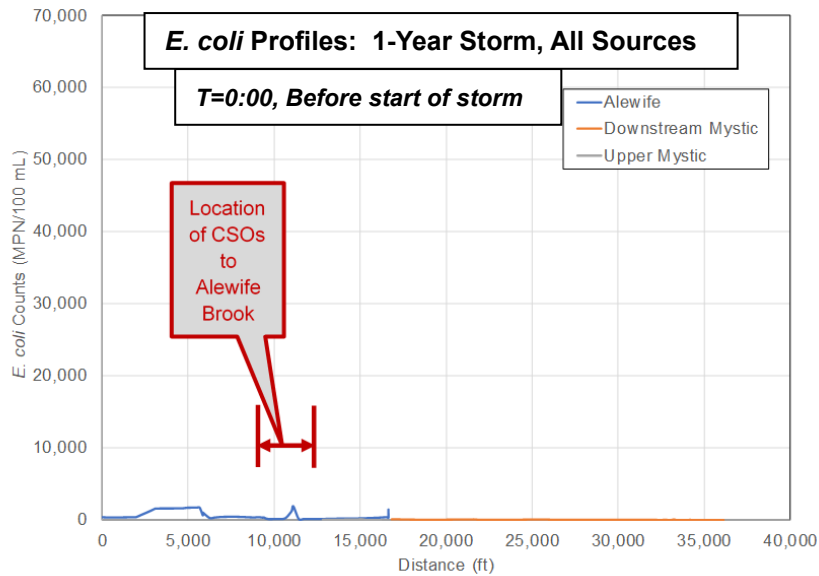 E. coli Profiles: 1-Year Storm, All Sources
T=0:00, Before start of storm
Alewife
Downstream Mystic
Upper Mystic
Location
of CSOs
to
Alewife
Brook
E. coli Counts (MPN/100 mL)
70,000
60,000
50,000
40,000
30,000
20,000
10,000
0
0 5,000 10,000 15,000 20,000 25,000 30,000 35,000 40,000
Distance (ft)